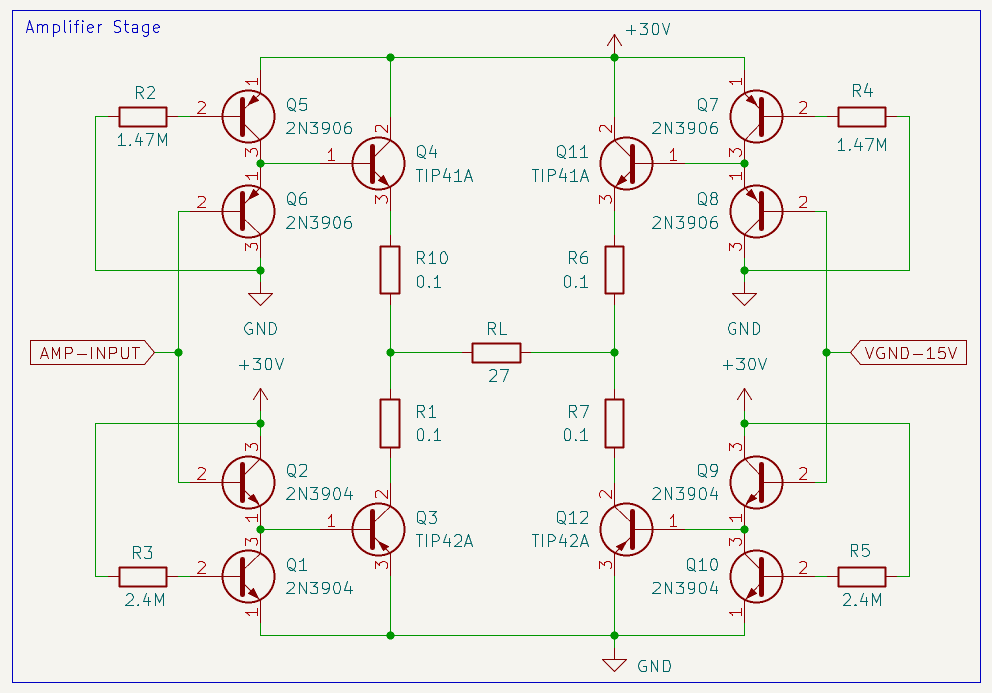 Amplifier Stage
+30V
R2
1.47M
1
2
3
Q5
2N3906
2
1
3
Q4
TIP41A
2
1
3
Q11
TIP41A
1
2
3
Q7
2N3906
R4
1.47M
1
2
3
Q6
2N3906
1
2
3
Q8
2N3906
R10
0.1
R6
0.1
GND
GND
AMP-INPUT
RL
27
VGND-15V
+30V
+30V
R1
0.1
R7
0.1
3
2
1
Q2
2N3904
3
2
1
Q9
2N3904
2
1
3
Q3
TIP42A
2
1
3
Q12
TIP42A
R3
2.4M
3
2
1
Q1
2N3904
3
2
1
Q10
2N3904
R5
2.4M
GND